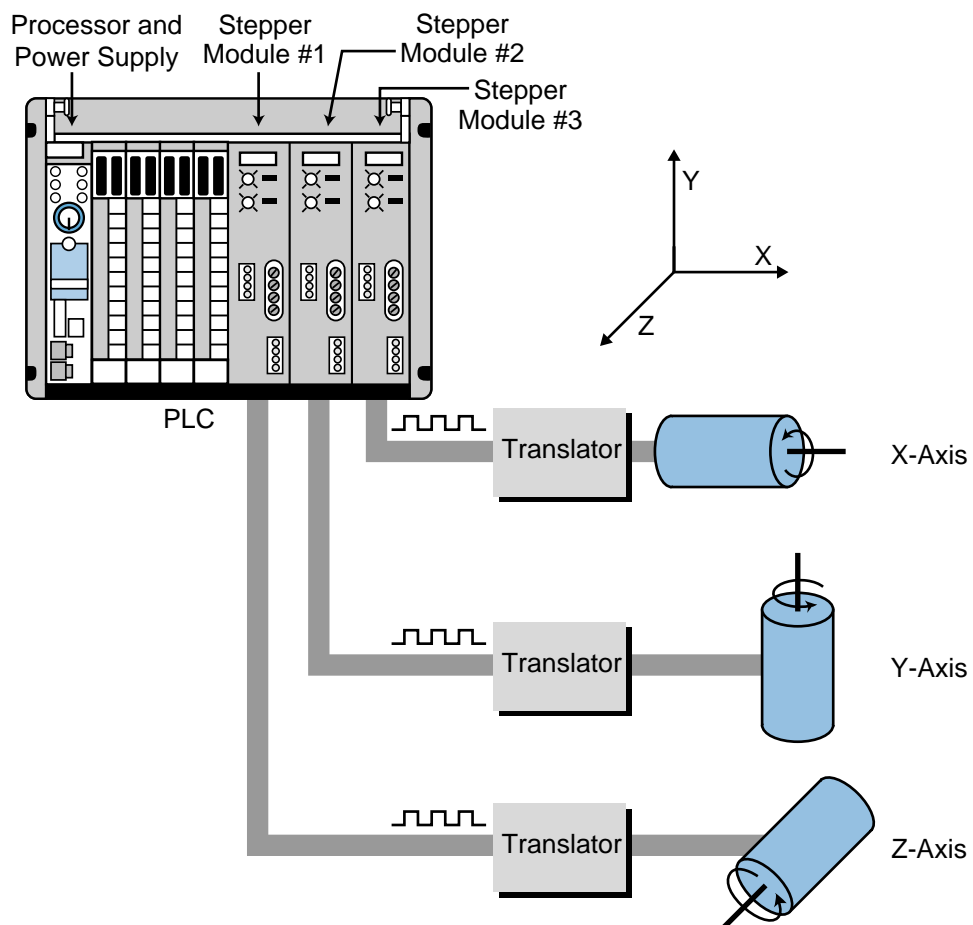 Processor and
Power Supply
Stepper
Module #1
Stepper
Module #2
Stepper
Module #3
Y
X
Z
PLC
Translator
X-Axis
Translator
Y-Axis
Translator
Z-Axis